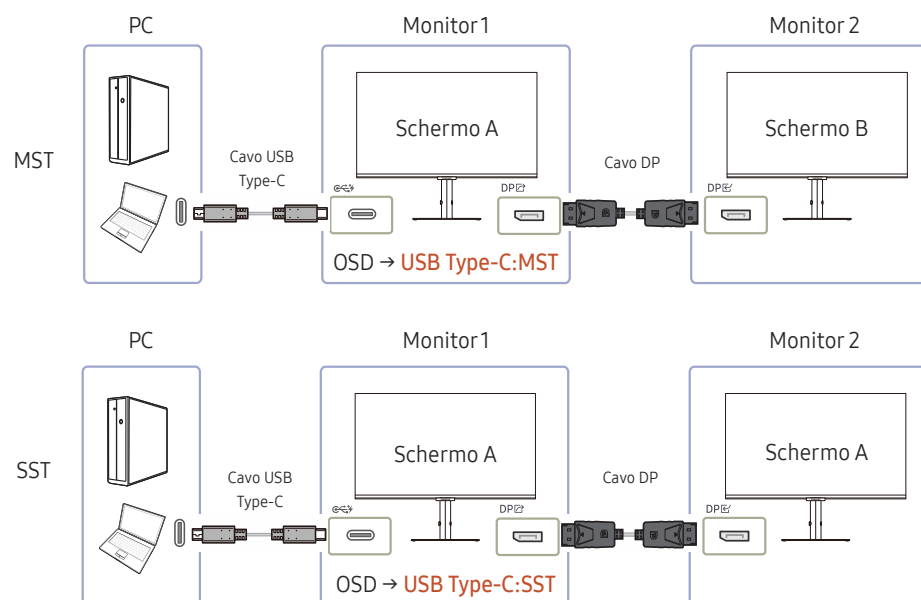 PC
Monitor 1
Monitor 2
MST
Cavo USB
Type-C
Schermo A
DP
OSD → USB Type-C:MST
Cavo DP
DP
Schermo B
PC
Monitor 1
Monitor 2
SST
Cavo USB
Type-C
Schermo A
DP
OSD → USB Type-C:SST
Cavo DP
DP
Schermo A